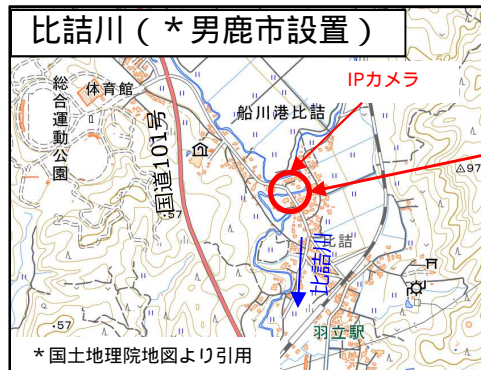 比詰川（*男鹿市設置）
IPカメラ
体育館
総合運動公園
船川港比詰
国道101号
・57
△97
比詰
比詰川
・57
羽立駅
*国土地理院地図より引用